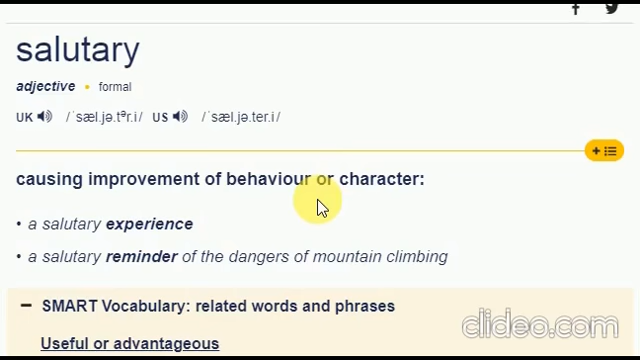 salutary
adjective • formal
UK /ˈsæl.jə.tᵊr.i/ US /ˈsæl.jə.ter.i/
causing improvement of behaviour or character:
• a salutary experience
• a salutary reminder of the dangers of mountain climbing
SMART Vocabulary: related words and phrases
Useful or advantageous
clideo.com